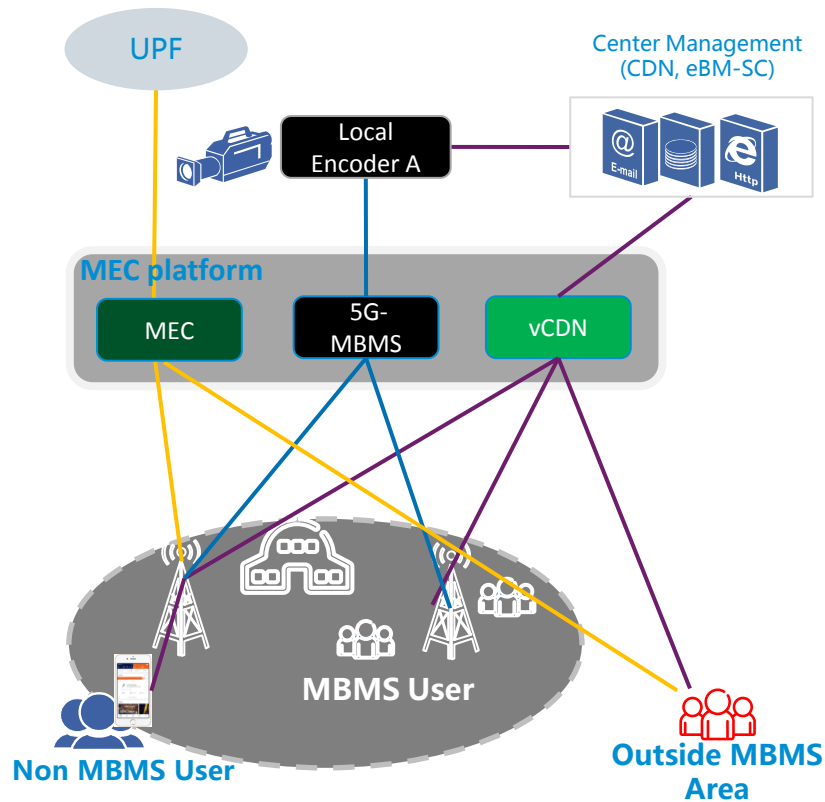 UPF
Center Management
(CDN, eBM-SC)
Local
Encoder A
@
E-mail
Http
MEC platform
MEC
5G-
MBMS
vCDN
MBMS User
Non MBMS User
Outside MBMS
Area